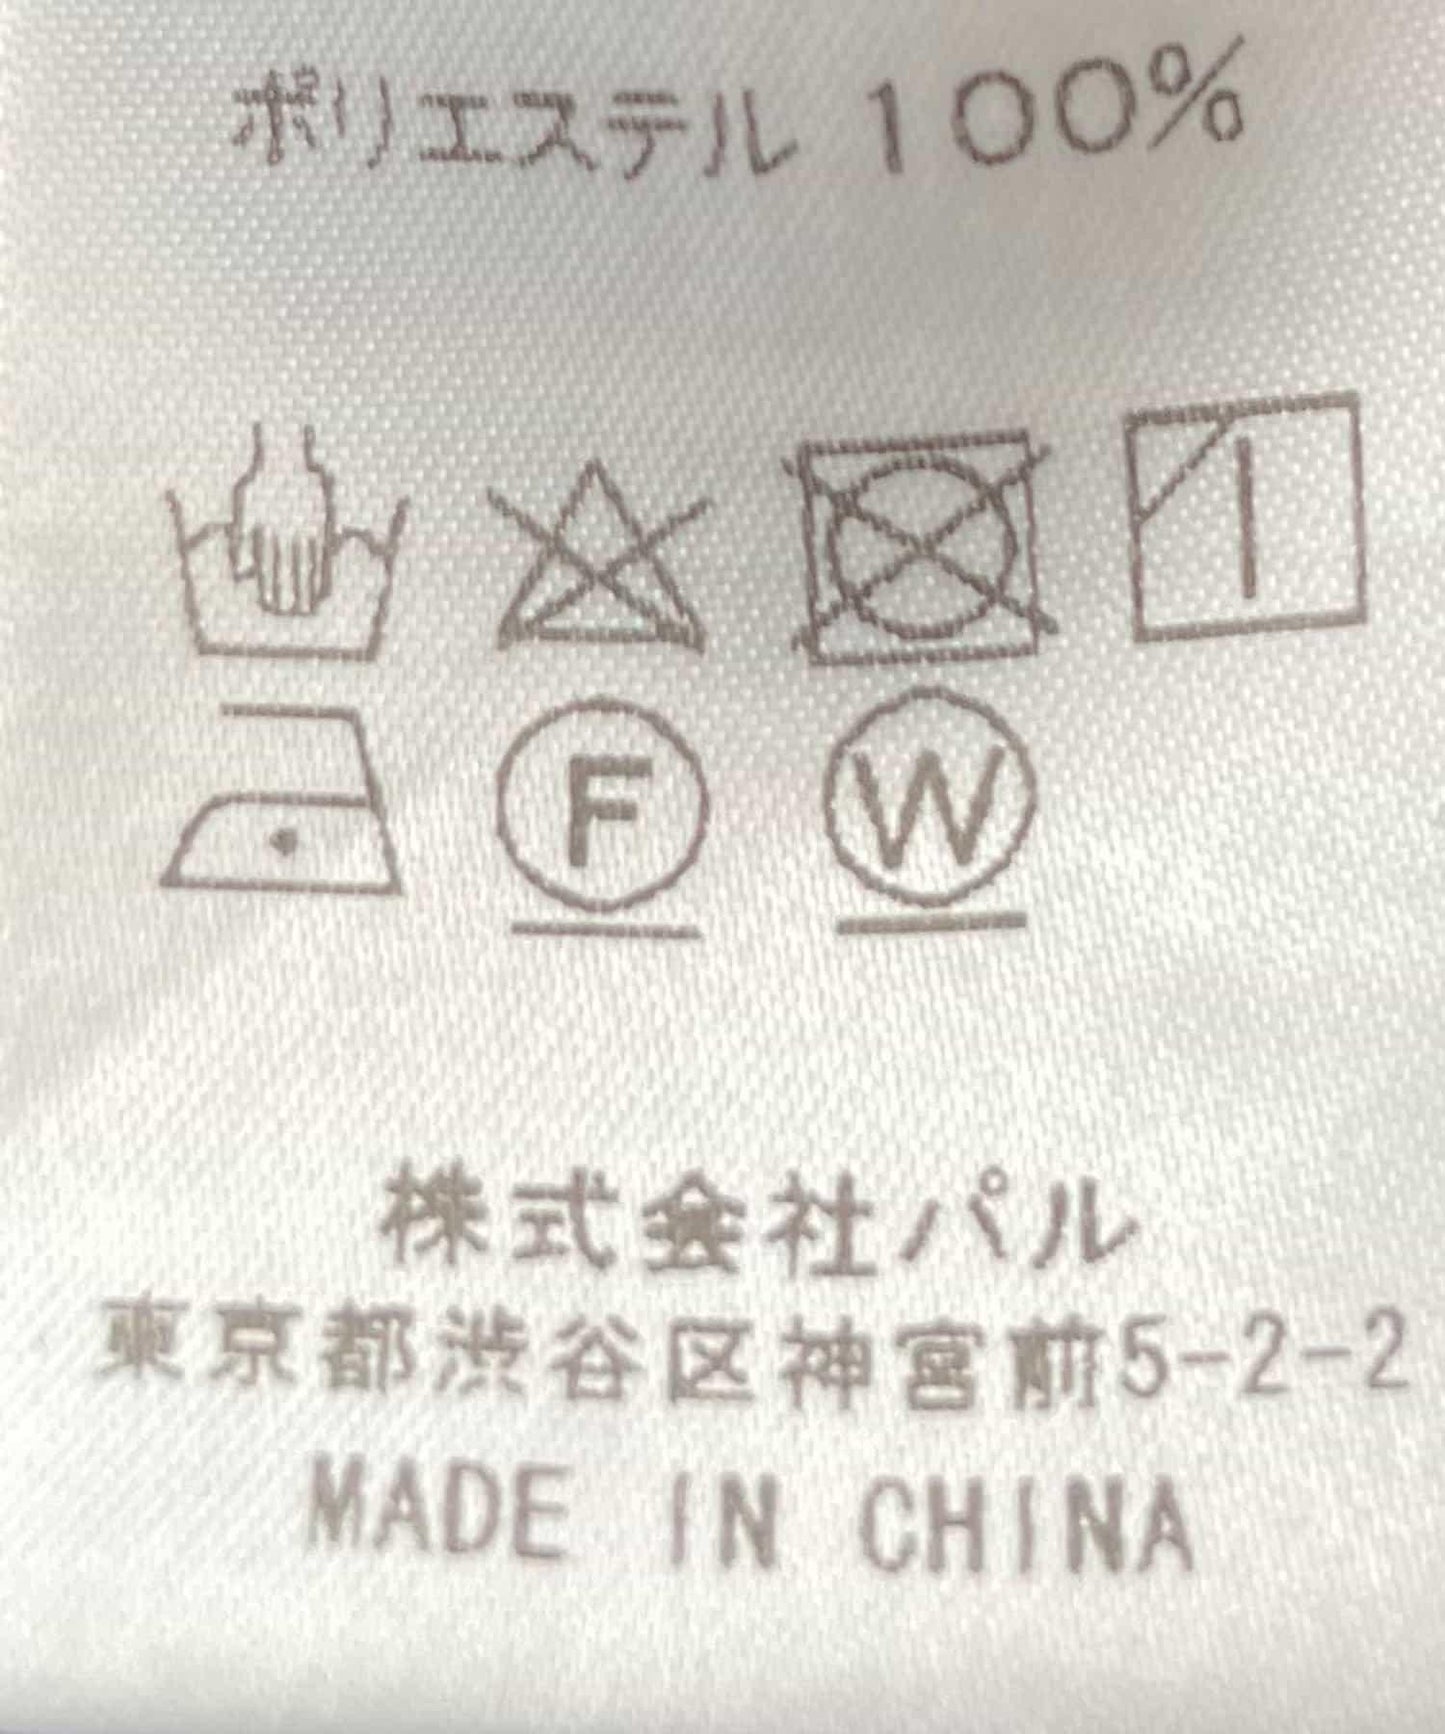 ポリエステル 100%
F W
株式会社パル
東京都渋谷区神宮前5-2-2
MADE IN CHINA